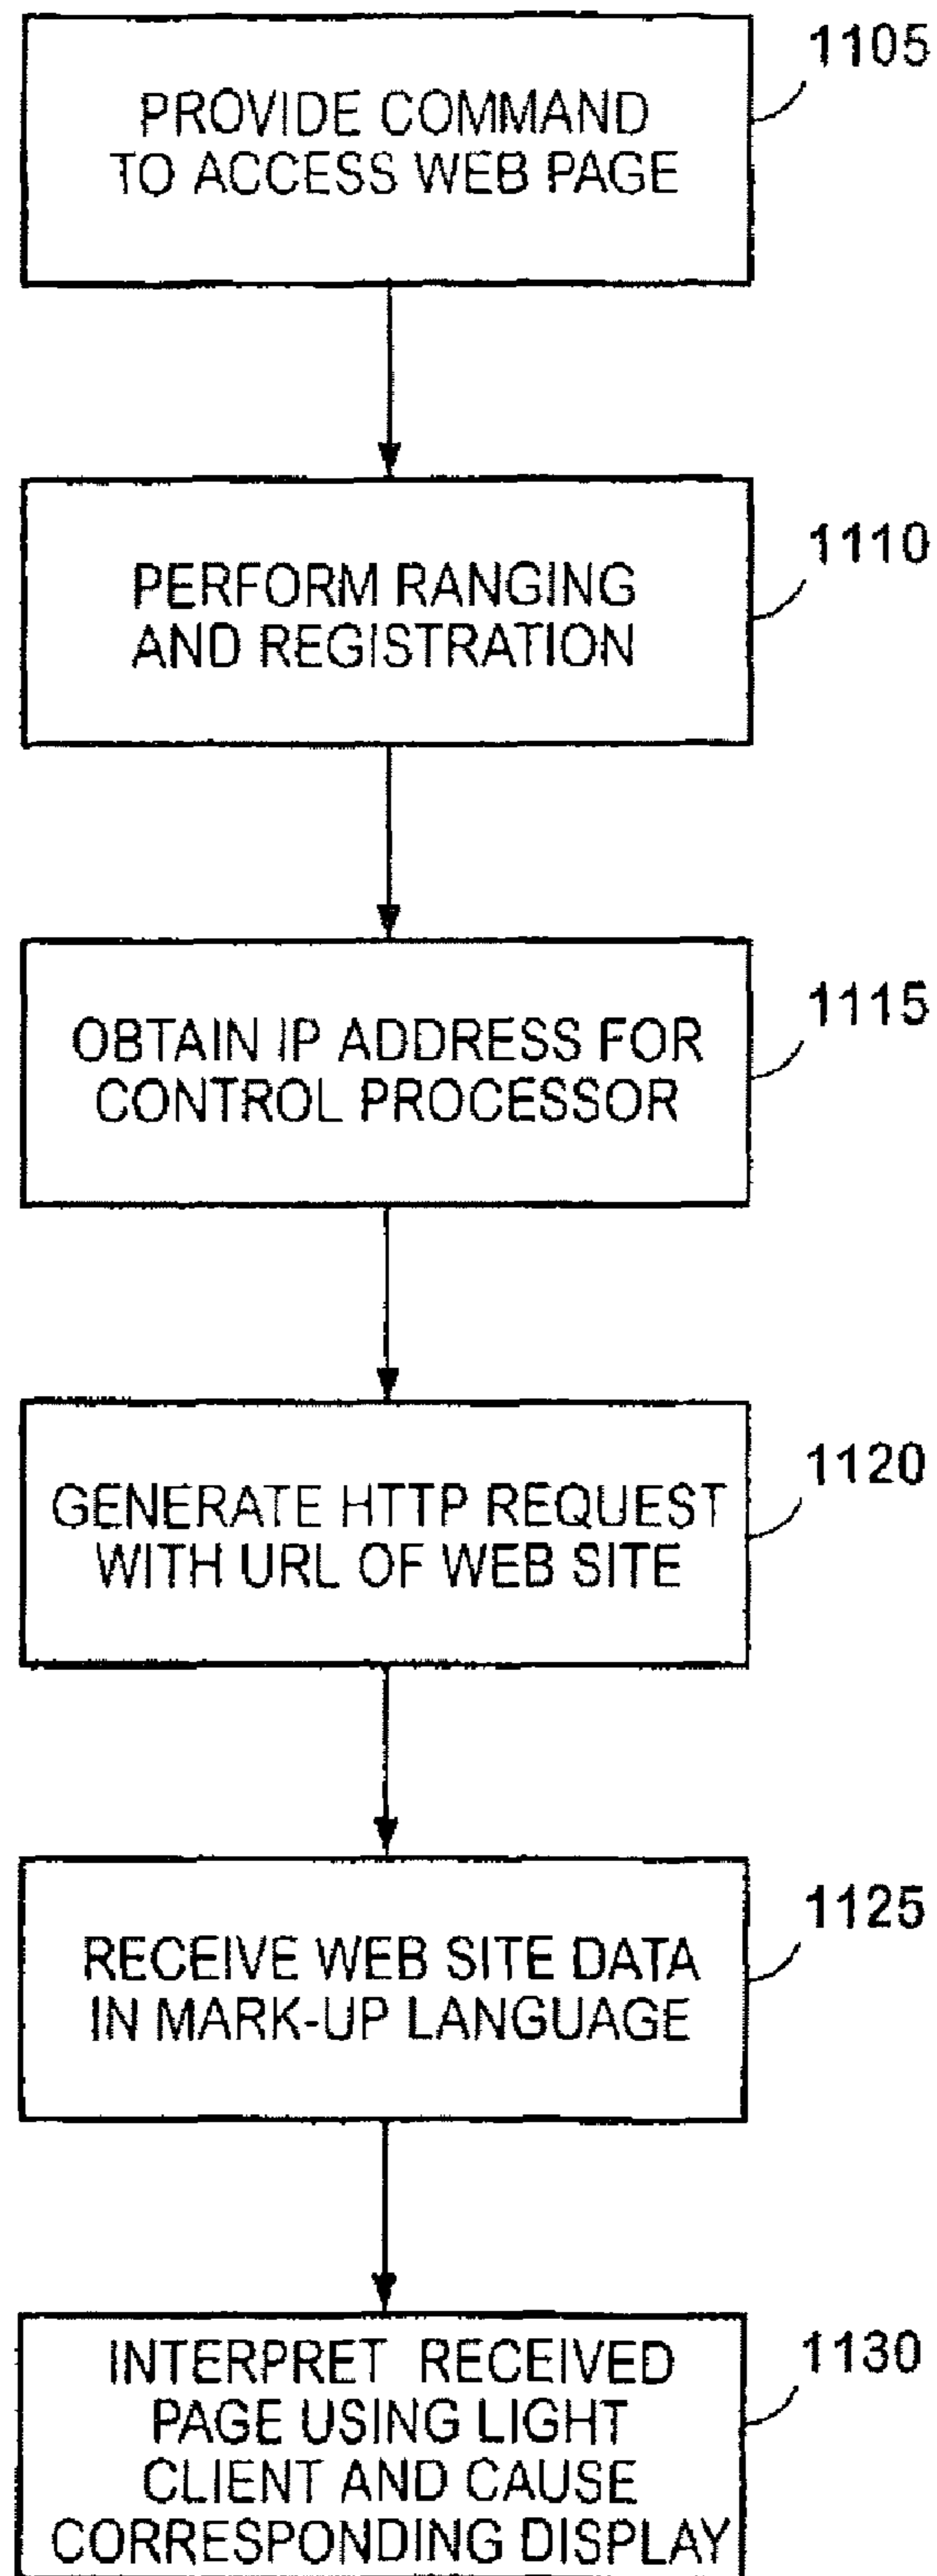 1105
PROVIDE COMMAND
TO ACCESS WEB PAGE
1110
PERFORM RANGING
AND REGISTRATION
1115
OBTAIN IP ADDRESS FOR
CONTROL PROCESSOR
1120
GENERATE HTTP REQUEST
WITH URL OF WEB SITE
1125
RECEIVE WEB SITE DATA
IN MARK-UP LANGUAGE
1130
INTERPRET RECEIVED
PAGE USING LIGHT
CLIENT AND CAUSE
CORRESPONDING DISPLAY